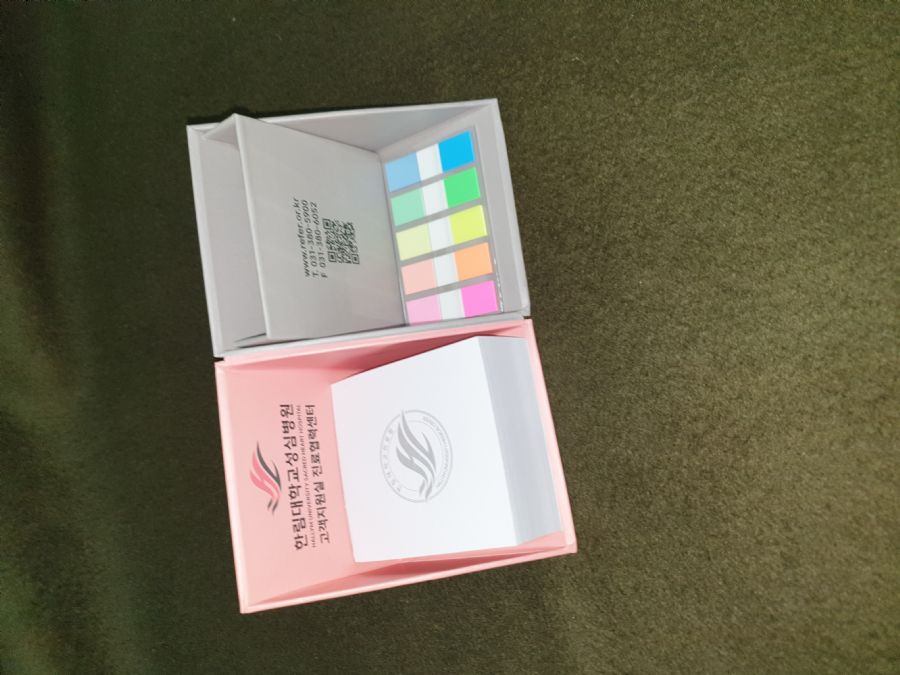 www.refer.or.kr
T. 031-380-5900
F. 031-380-6052
한림대학교성심병원
HALLYM UNIVERSITY SACRED HEART HOSPITAL
고객지원실 진료협력센터